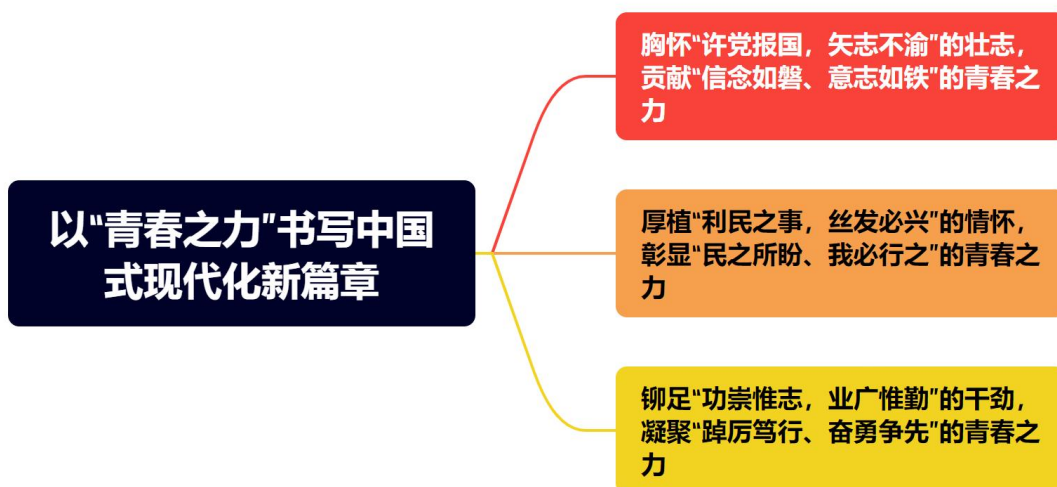 以“青春之力”书写中国
式现代化新篇章
胸怀“许党报国，矢志不渝”的壮志，
贡献“信念如磐、意志如铁”的青春之
力
厚植“利民之事，丝发必兴”的情怀，
彰显“民之所盼、我必行之”的青春之
力
铆足“功崇惟志，业广惟勤”的干劲，
凝聚“踔厉笃行、奋勇争先”的青春之
力